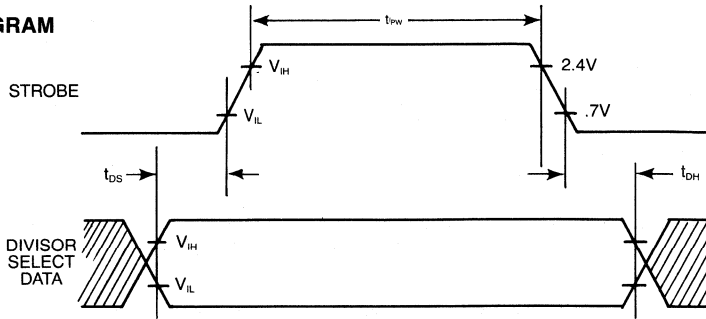 GRAM
tPW
STROBE
VIH
2.4V
VIL
.7V
tDS
tDH
DIVISOR
SELECT
DATA
VIH
VIL